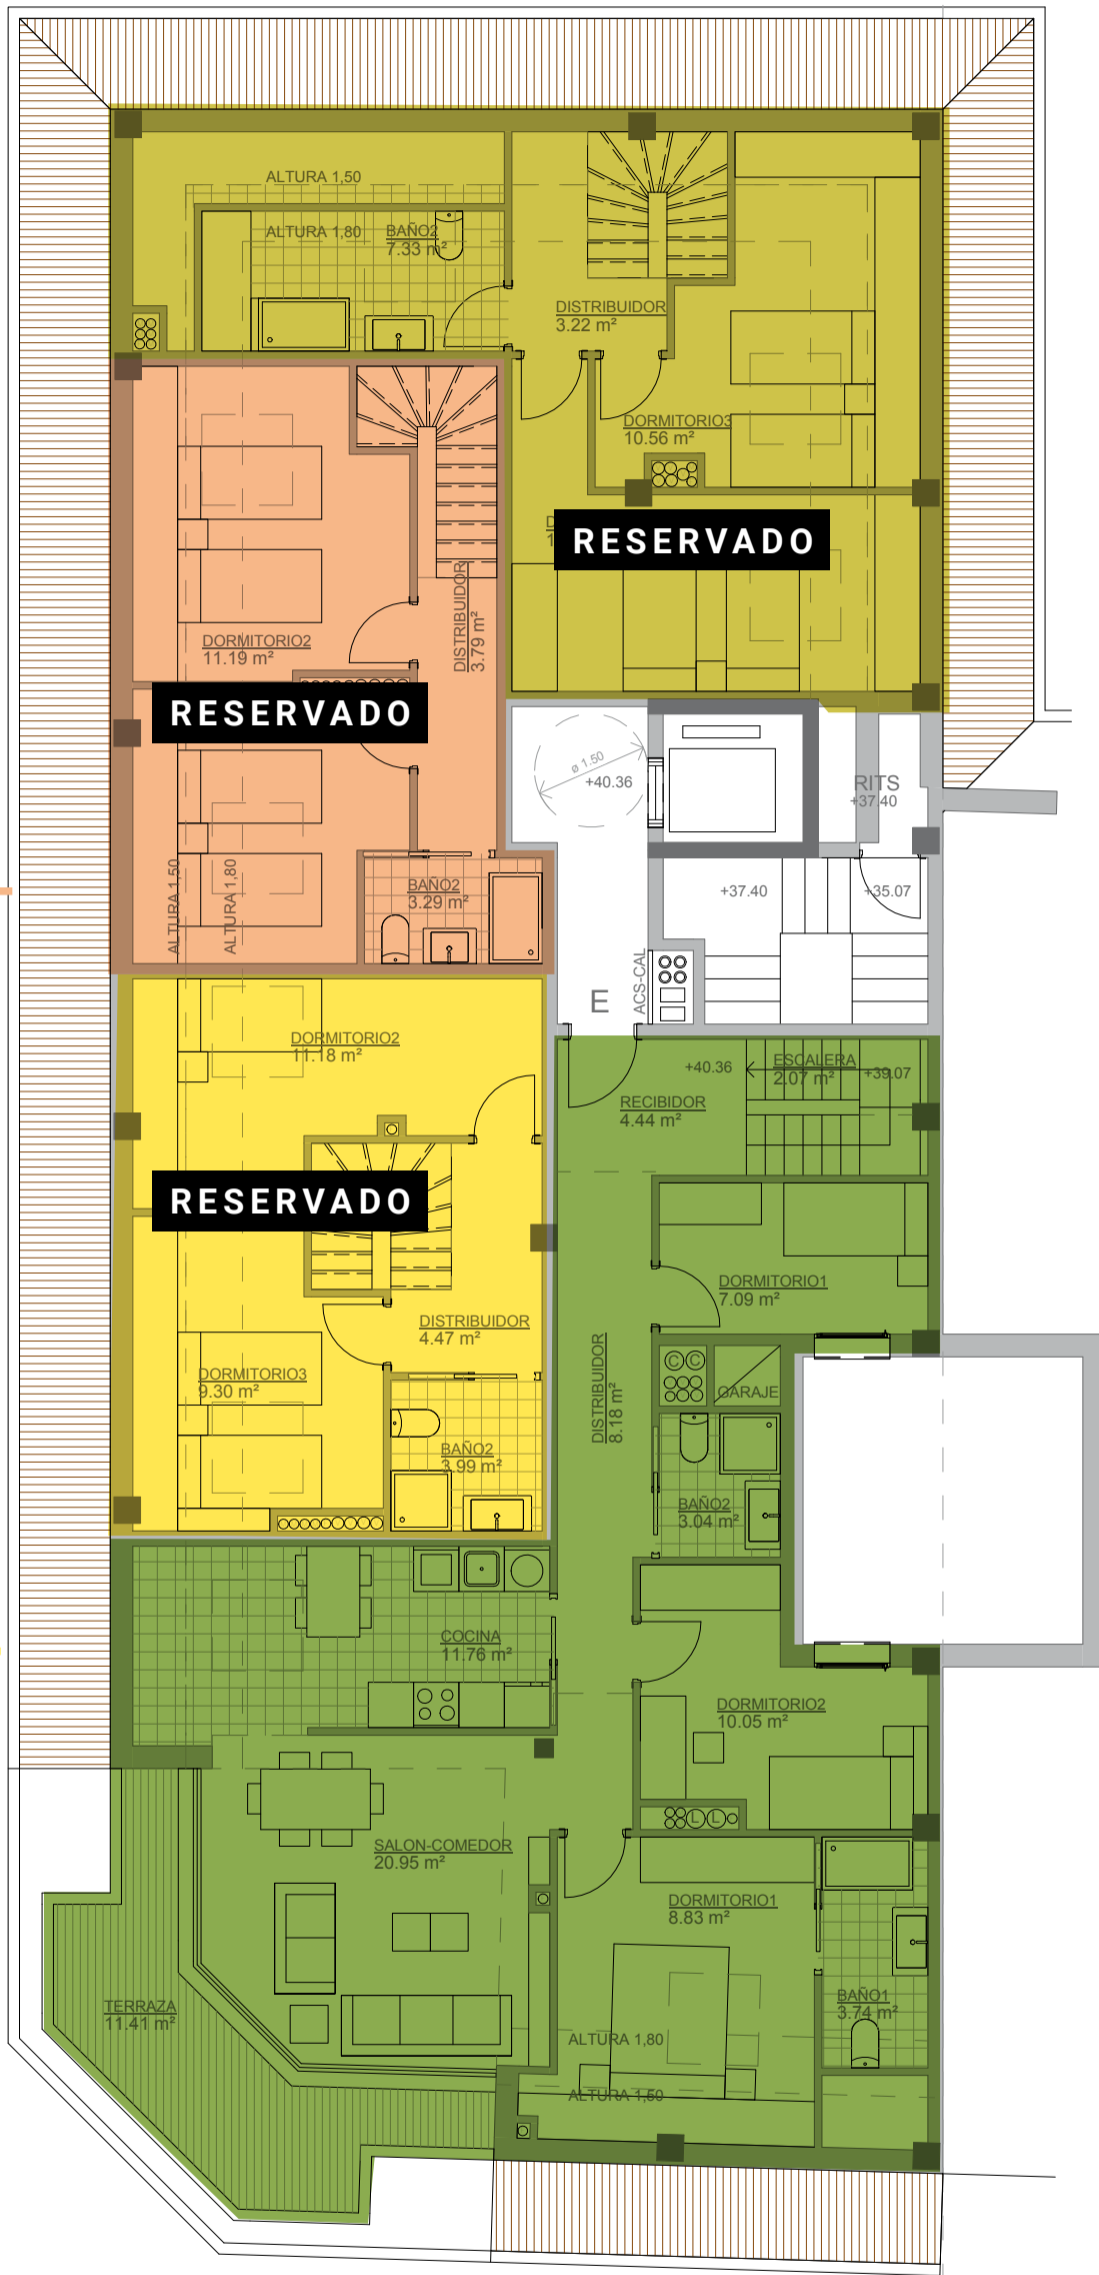 ALTURA 1,50
ALTURA 1,80
BAÑO2
7.33 m²
DISTRIBUIDOR
3.22 m²
DORMITORIO3
10.56 m²
RESERVADO
DISTRIBUIDOR
3.79 m²
DORMITORIO2
11.19 m²
RESERVADO
ALTURA 1,50
ALTURA 1,80
BAÑO2
3.29 m²
ø 1.50
+40.36
RITS
+37.40
+37.40
+35.07
E
ACS-CAL
DORMITORIO2
11.18 m²
RESERVADO
DISTRIBUIDOR
4.47 m²
DORMITORIO3
9.30 m²
BAÑO2
3.99 m²
+40.36
ESCALERA
2.07 m²
+39.07
RECIBIDOR
4.44 m²
DORMITORIO1
7.09 m²
DISTRIBUIDOR
8.18 m²
C C
GARAJE
BAÑO2
3.04 m²
COCINA
11.76 m²
DORMITORIO2
10.05 m²
L L
SALON-COMEDOR
20.95 m²
DORMITORIO1
8.83 m²
TERRAZA
11.41 m²
BAÑO1
3.74 m²
ALTURA 1,80
ALTURA 1,50